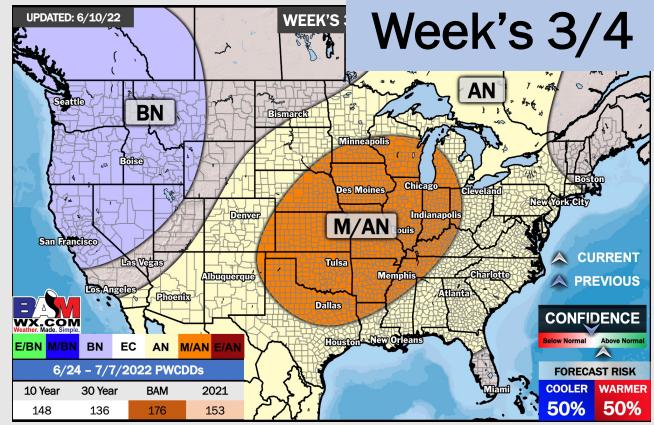 UPDATED: 6/10/22
WEEK'S 3
Week's 3/4
AN
Seattle
BN
Bismarck
Minneapolis
Boise
Des Moines
Chicago
Cleveland
Boston
New York City
Denver
M/AN
Indianapolis
ouis
San Francisco
Las Vegas
Tulsa
CURRENT
Albuquerque
Memphis
Charlotte
PREVIOUS
Los Angeles
Phoenix
Atlanta
Dallas
BAM
WX.COM
Weather. Made. Simple.
CONFIDENCE
Below Normal
Above Normal
Houston
New Orleans
E/BN M/BN BN EC AN M/AN E/AN
Miami
6/24 – 7/7/2022 PWCDDs
FORECAST RISK
10 Year 30 Year BAM 2021
COOLER WARMER
148 136 176 153
50% 50%